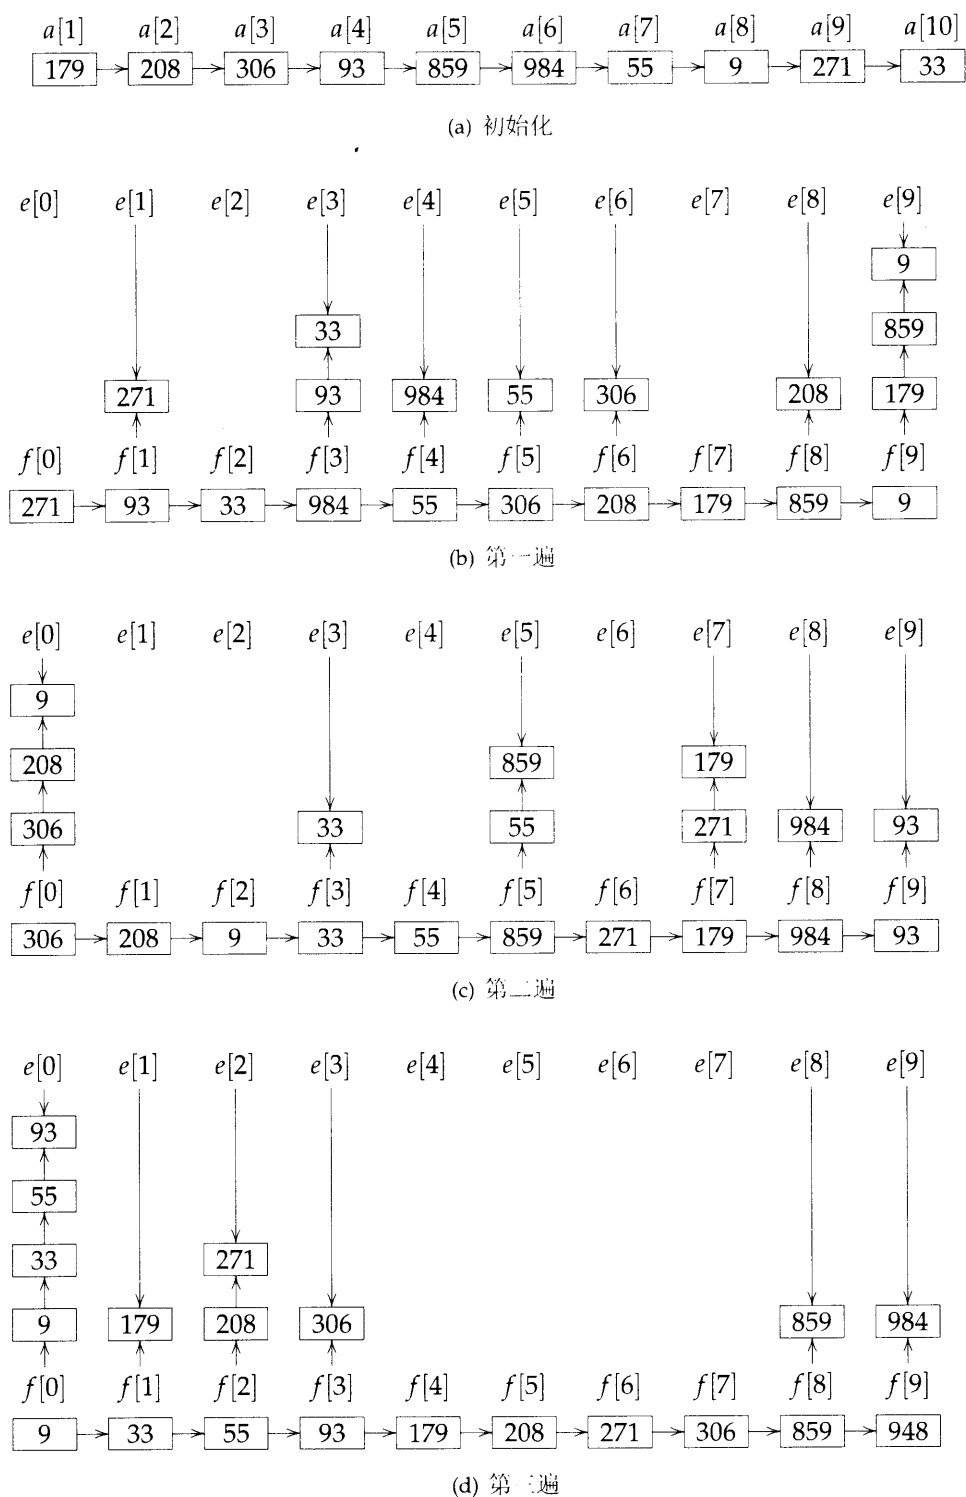 a[1] a[2] a[3] a[4] a[5] a[6] a[7] a[8] a[9] a[10]
179 208 306 93 859 984 55 9 271 33
(a) 初始化
e[0] e[1] e[2] e[3] e[4] e[5] e[6] e[7] e[8] e[9]
9
33 859
271 93 984 55 306 208 179
f[0] f[1] f[2] f[3] f[4] f[5] f[6] f[7] f[8] f[9]
271 93 33 984 55 306 208 179 859 9
(b) 第一遍
e[0] e[1] e[2] e[3] e[4] e[5] e[6] e[7] e[8] e[9]
9
208 859 179
306 33 55 271 984 93
f[0] f[1] f[2] f[3] f[4] f[5] f[6] f[7] f[8] f[9]
306 208 9 33 55 859 271 179 984 93
(c) 第二遍
e[0] e[1] e[2] e[3] e[4] e[5] e[6] e[7] e[8] e[9]
93
55
33 271
9 179 208 306 859 984
f[0] f[1] f[2] f[3] f[4] f[5] f[6] f[7] f[8] f[9]
9 33 55 93 179 208 271 306 859 948
(d) 第三遍